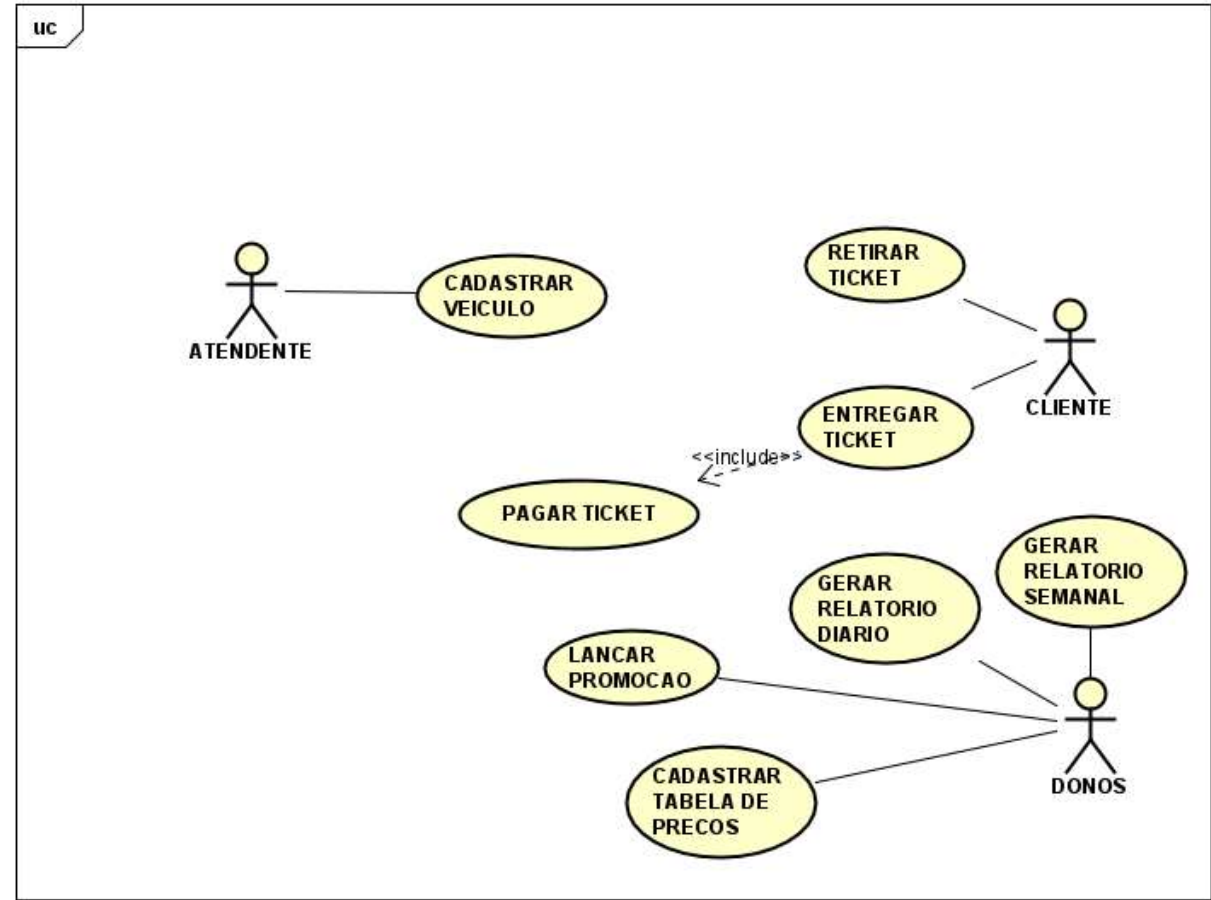 uc
RETIRAR
TICKET
CADASTRAR
VEICULO
ATENDENTE
CLIENTE
ENTREGAR
TICKET
<<include>>
PAGAR TICKET
GERAR
RELATORIO
SEMANAL
GERAR
RELATORIO
DIARIO
LANCAR
PROMOCAO
DONOS
CADASTRAR
TABELA DE
PRECOS